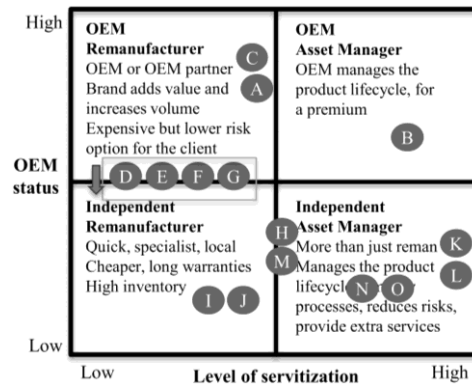 High
OEM
Remanufacturer
OEM or OEM partner
Brand adds value and
increases volume
Expensive but lower risk
option for the client
C
A
OEM
Asset Manager
OEM manages the
product lifecycle, for
a premium
B
OEM
status
D E F G
Independent
Remanufacturer
Quick, specialist, local
Cheaper, long warranties
High inventory
I J
H
M
Independent
Asset Manager
More than just reman
Manages the product
lifecycle
processes, reduces risks,
provide extra services
K
L
N O
Low
Low Level of servitization High